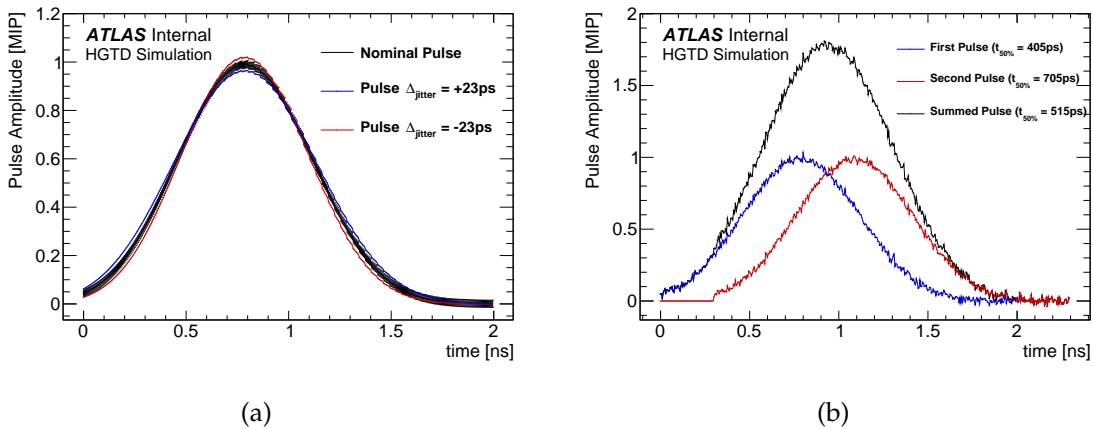 ATLAS Internal
HGTD Simulation
Nominal Pulse
Pulse Δjitter = +23ps
Pulse Δjitter = -23ps
Pulse Amplitude [MIP]
1.2
1
0.8
0.6
0.4
0.2
0
0 0.5 1 1.5 2
time [ns]
(a)
ATLAS Internal
HGTD Simulation
First Pulse (t50% = 405ps)
Second Pulse (t50% = 705ps)
Summed Pulse (t50% = 515ps)
Pulse Amplitude [MIP]
2
1.5
1
0.5
0
0 0.5 1 1.5 2
time [ns]
(b)